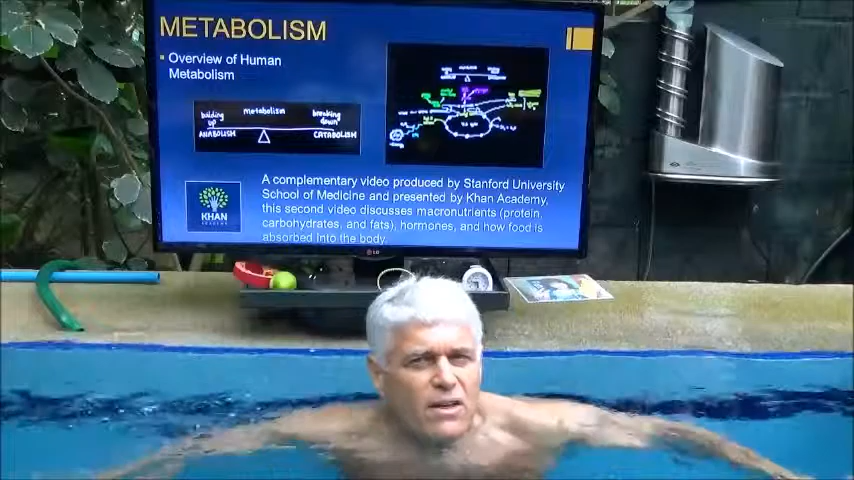 METABOLISM
Overview of Human
Metabolism
balding
up
metabolism
breaking
down
ANABOLISM
CATABOLISM
KHAN
ACADEMY
A complementary video produced by Stanford University
School of Medicine and presented by Khan Academy,
this second video discusses macronutrients (protein,
carbohydrates, and fats), hormones, and how food is
absorbed into the body.
LG